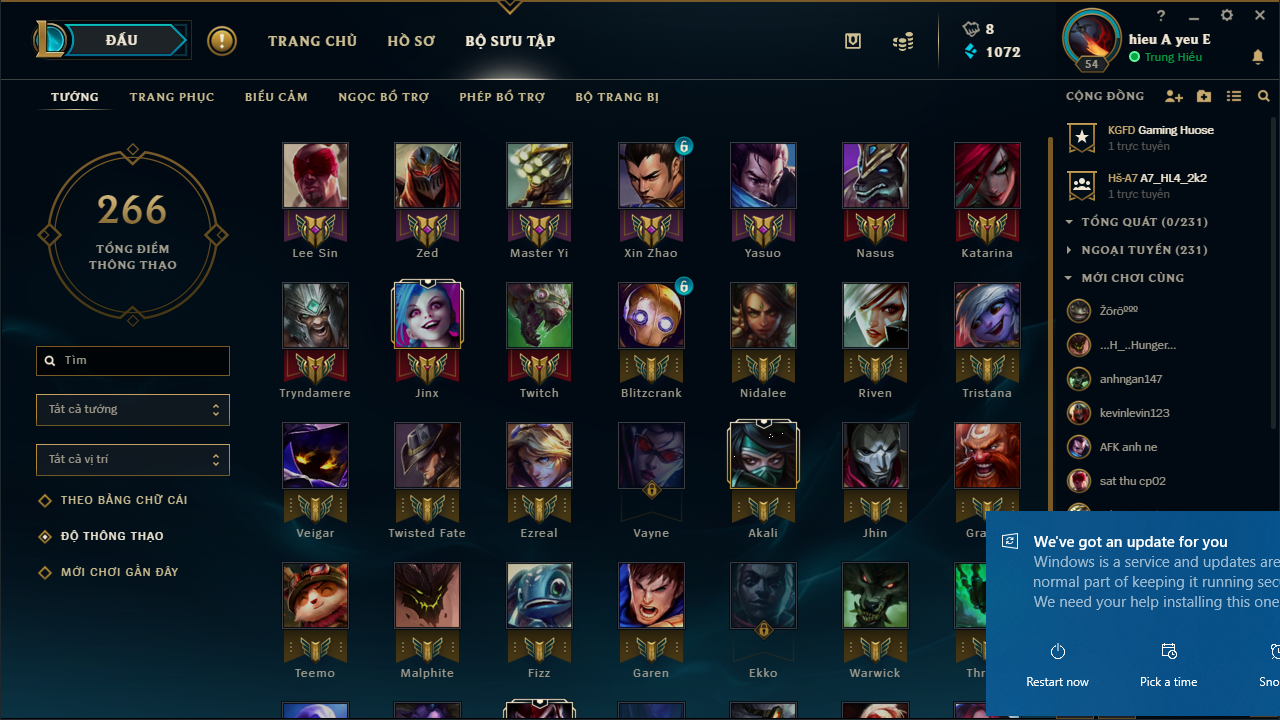 ĐẤU
TRANG CHỦ
HỒ SƠ
BỘ SƯU TẬP
8
1072
?
54
hieu A yeu E
Trung Hiếu
TƯỚNG
TRANG PHỤC
BIỂU CẢM
NGỌC BỔ TRỢ
PHÉP BỔ TRỢ
BỘ TRANG BỊ
CỘNG ĐỒNG
266
TỔNG ĐIỂM
THÔNG THẠO
Tìm
Tất cả tướng
Tất cả vị trí
THEO BẢNG CHỮ CÁI
ĐỘ THÔNG THẠO
MỚI CHƠI GẦN ĐÂY
6
Lee Sin
Zed
Master Yi
Xin Zhao
Yasuo
Nasus
Katarina
6
Tryndamere
Jinx
Twitch
Blitzcrank
Nidalee
Riven
Tristana
Veigar
Twisted Fate
Ezreal
Vayne
Akali
Jhin
Gra
Teemo
Malphite
Fizz
Garen
Ekko
Warwick
Thr
KGFD Gaming Huose
1 trực tuyến
Hš-A7 A7_HL4_2k2
1 trực tuyến
TỔNG QUÁT (0/231)
NGOẠI TUYẾN (231)
MỚI CHƠI CÙNG
Žörõººº
...H_..Hunger...
anhngan147
kevinlevin123
AFK anh ne
sat thu cp02
We've got an update for you
Windows is a service and updates are
normal part of keeping it running sec
We need your help installing this one
Restart now
Pick a time
Sno